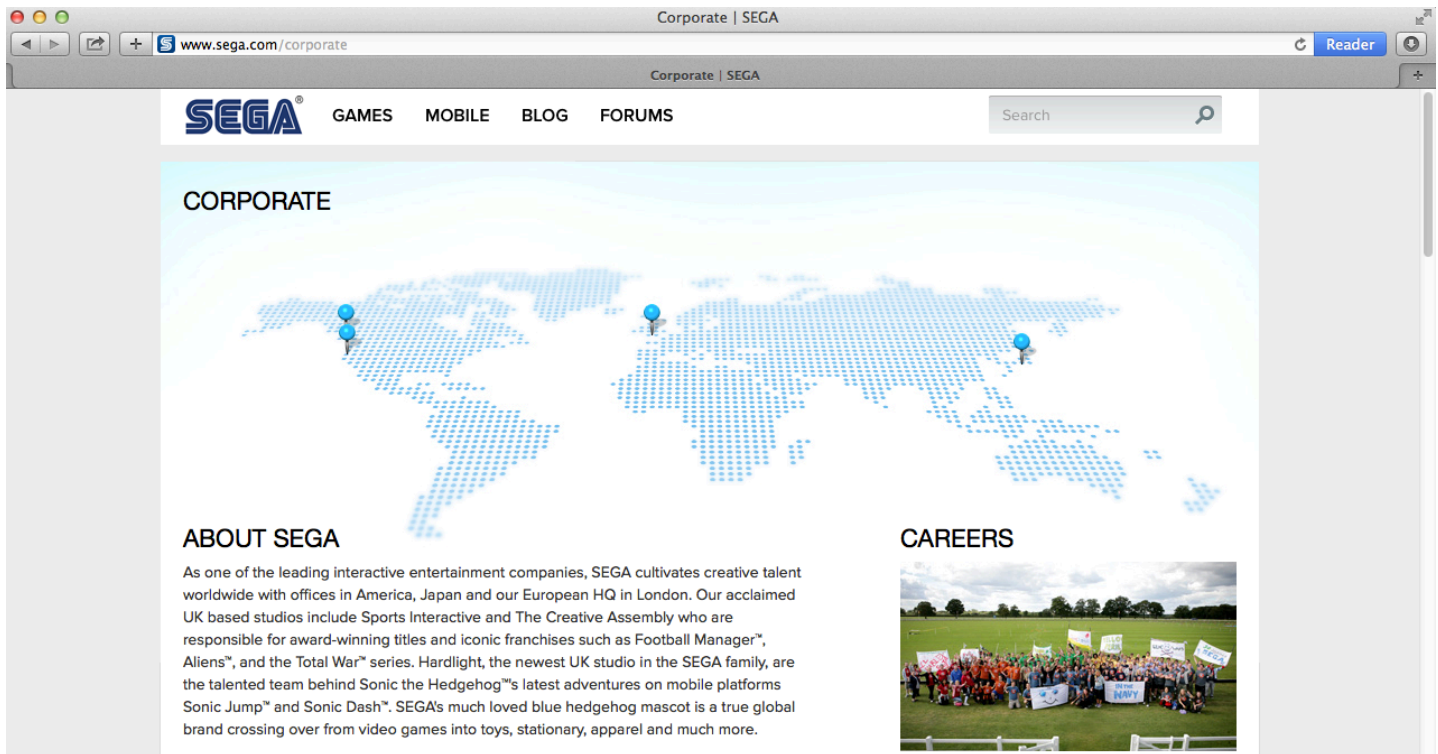 Corporate | SEGA
www.sega.com/corporate
Reader
Corporate | SEGA
SEGA® GAMES MOBILE BLOG FORUMS Search
CORPORATE
ABOUT SEGA
As one of the leading interactive entertainment companies, SEGA cultivates creative talent
worldwide with offices in America, Japan and our European HQ in London. Our acclaimed
UK based studios include Sports Interactive and The Creative Assembly who are
responsible for award-winning titles and iconic franchises such as Football Manager™,
Aliens™, and the Total War™ series. Hardlight, the newest UK studio in the SEGA family, are
the talented team behind Sonic the Hedgehog™'s latest adventures on mobile platforms
Sonic Jump™ and Sonic Dash™. SEGA's much loved blue hedgehog mascot is a true global
brand crossing over from video games into toys, stationary, apparel and much more.
CAREERS
NAVY